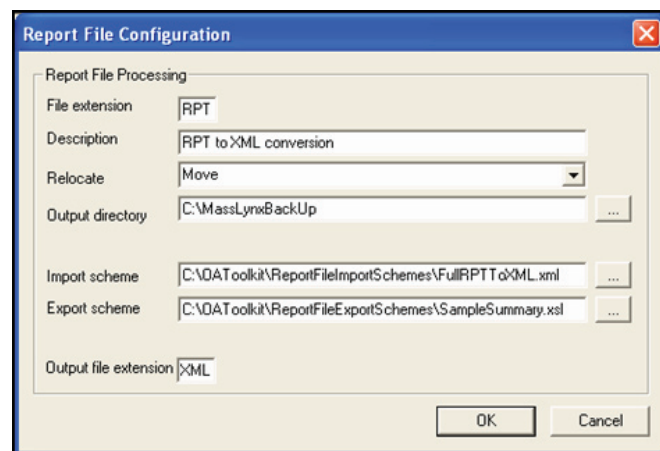 Report File Configuration
Report File Processing
File extension RPT
Description RPT to XML conversion
Relocate Move
Output directory C:\MassLynxBackUp ...
Import scheme C:\OAToolkit\ReportFileImportSchemes\FullRPTToXML.xml ...
Export scheme C:\OAToolkit\ReportFileExportSchemes\SampleSummary.xsl ...
Output file extension XML
OK Cancel